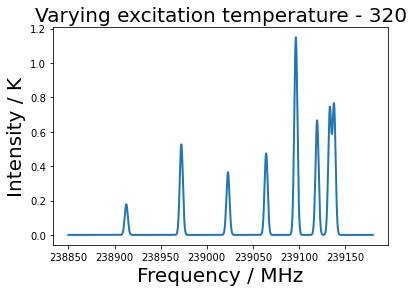 Varying excitation temperature - 320
Intensity / K
1.2
1.0
0.8
0.6
0.4
0.2
0.0
238850 238900 238950 239000 239050 239100 239150
Frequency / MHz